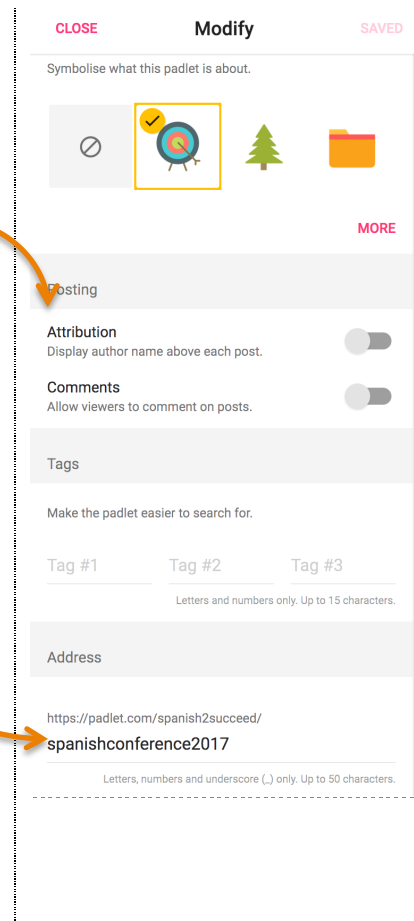 CLOSE Modify SAVED
Symbolise what this padlet is about.
MORE
Posting
Attribution
Display author name above each post.
Comments
Allow viewers to comment on posts.
Tags
Make the padlet easier to search for.
Tag #1 Tag #2 Tag #3
Letters and numbers only. Up to 15 characters.
Address
https://padlet.com/spanish2succeed/
spanishconference2017
Letters, numbers and underscore (_) only. Up to 50 characters.